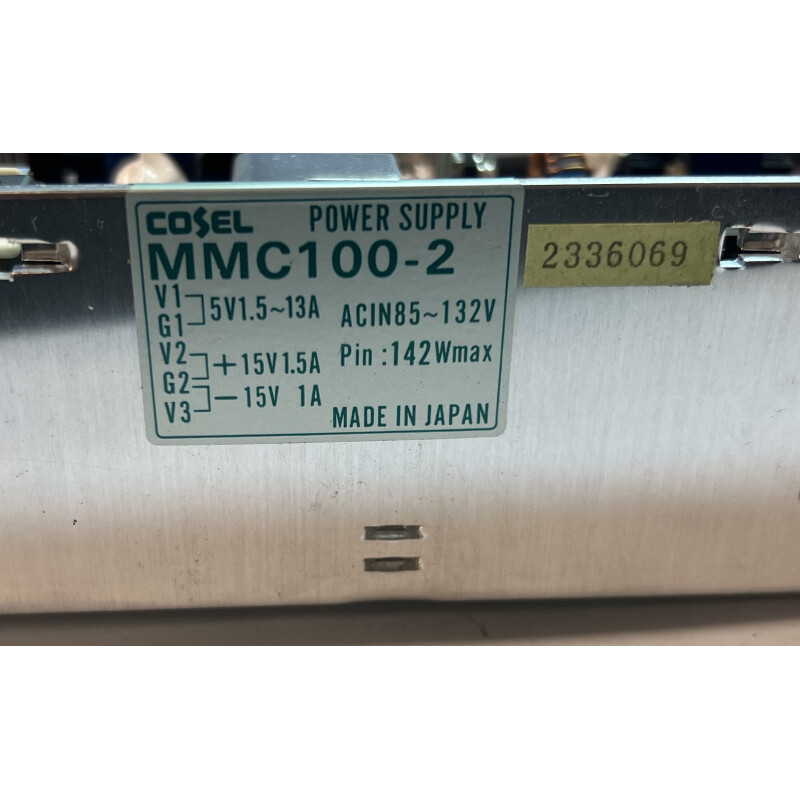 COSEL POWER SUPPLY
MMC100-2
2336069
V1
G1
5V1.5~13A
ACIN85~132V
V2
G2
+15V1.5A
Pin :142Wmax
V3
-15V 1A
MADE IN JAPAN